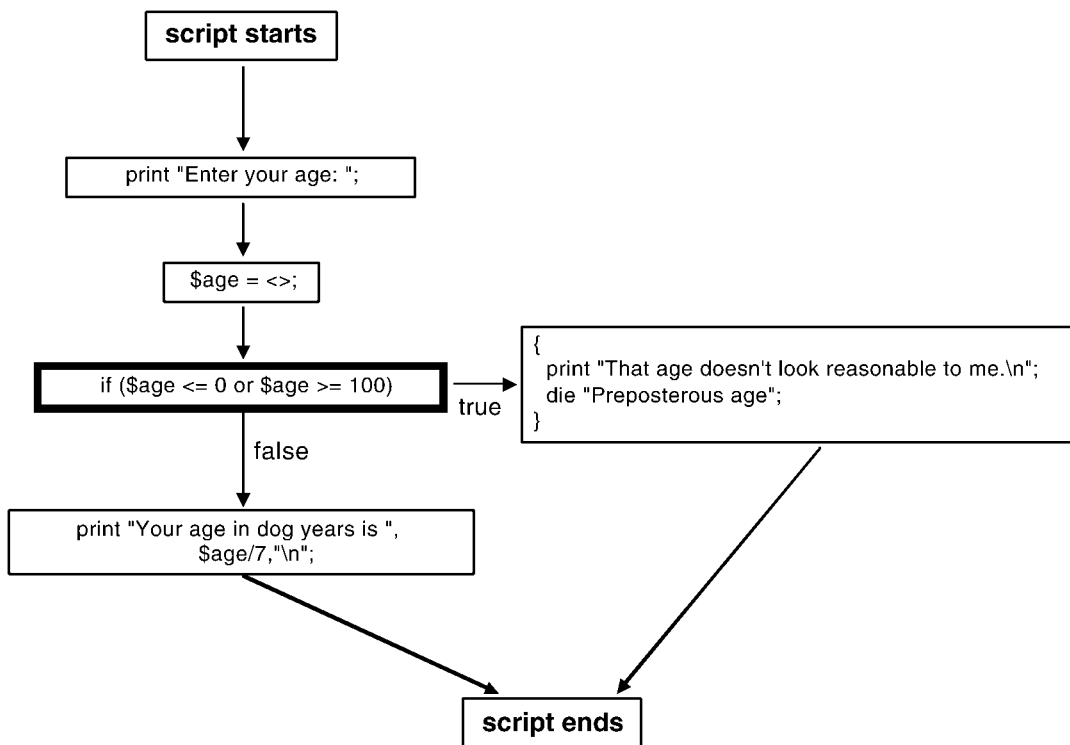 script starts
print "Enter your age: ";
$age = <>;
if ($age <= 0 or $age >= 100)
true
{
print "That age doesn't look reasonable to me.\n";
die "Preposterous age";
}
false
print "Your age in dog years is ",
$age/7,"\n";
script ends